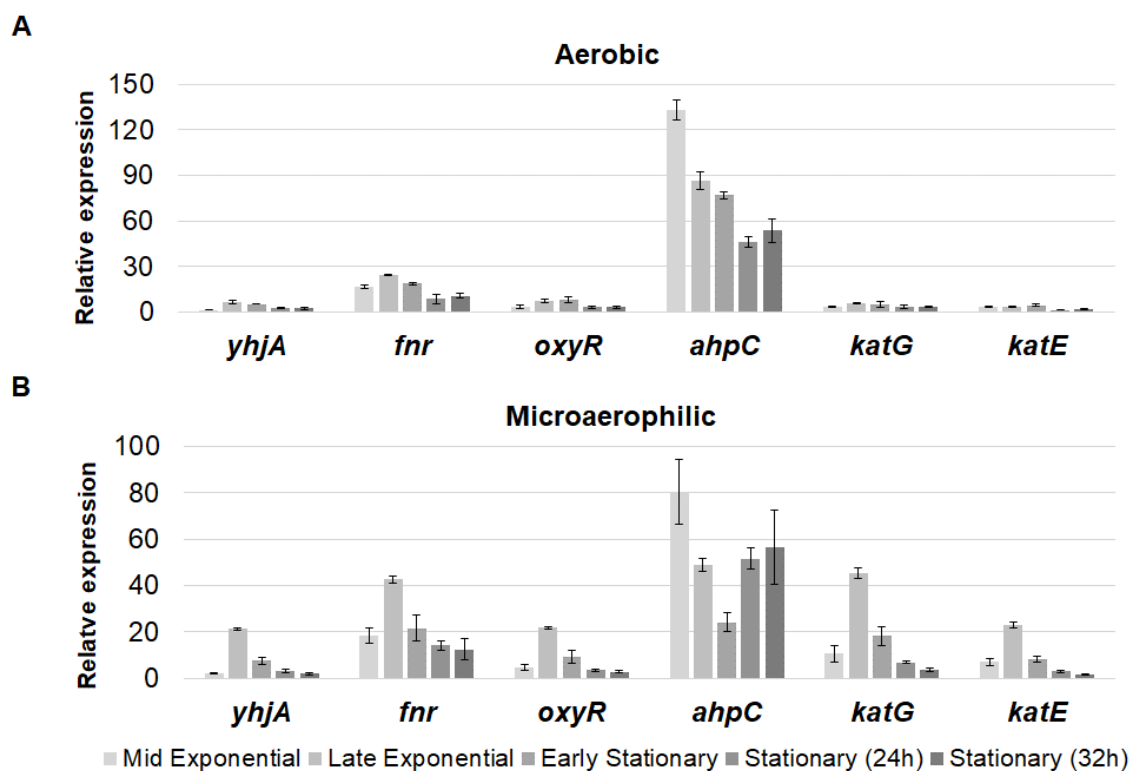 A
Aerobic
150
120
90
60
30
0
Relative expression
yhjA fnr oxyR ahpC katG katE
B
Microaerophilic
100
80
60
40
20
0
Relatve expression
yhjA fnr oxyR ahpC katG katE
Mid Exponential Late Exponential Early Stationary Stationary (24h) Stationary (32h)